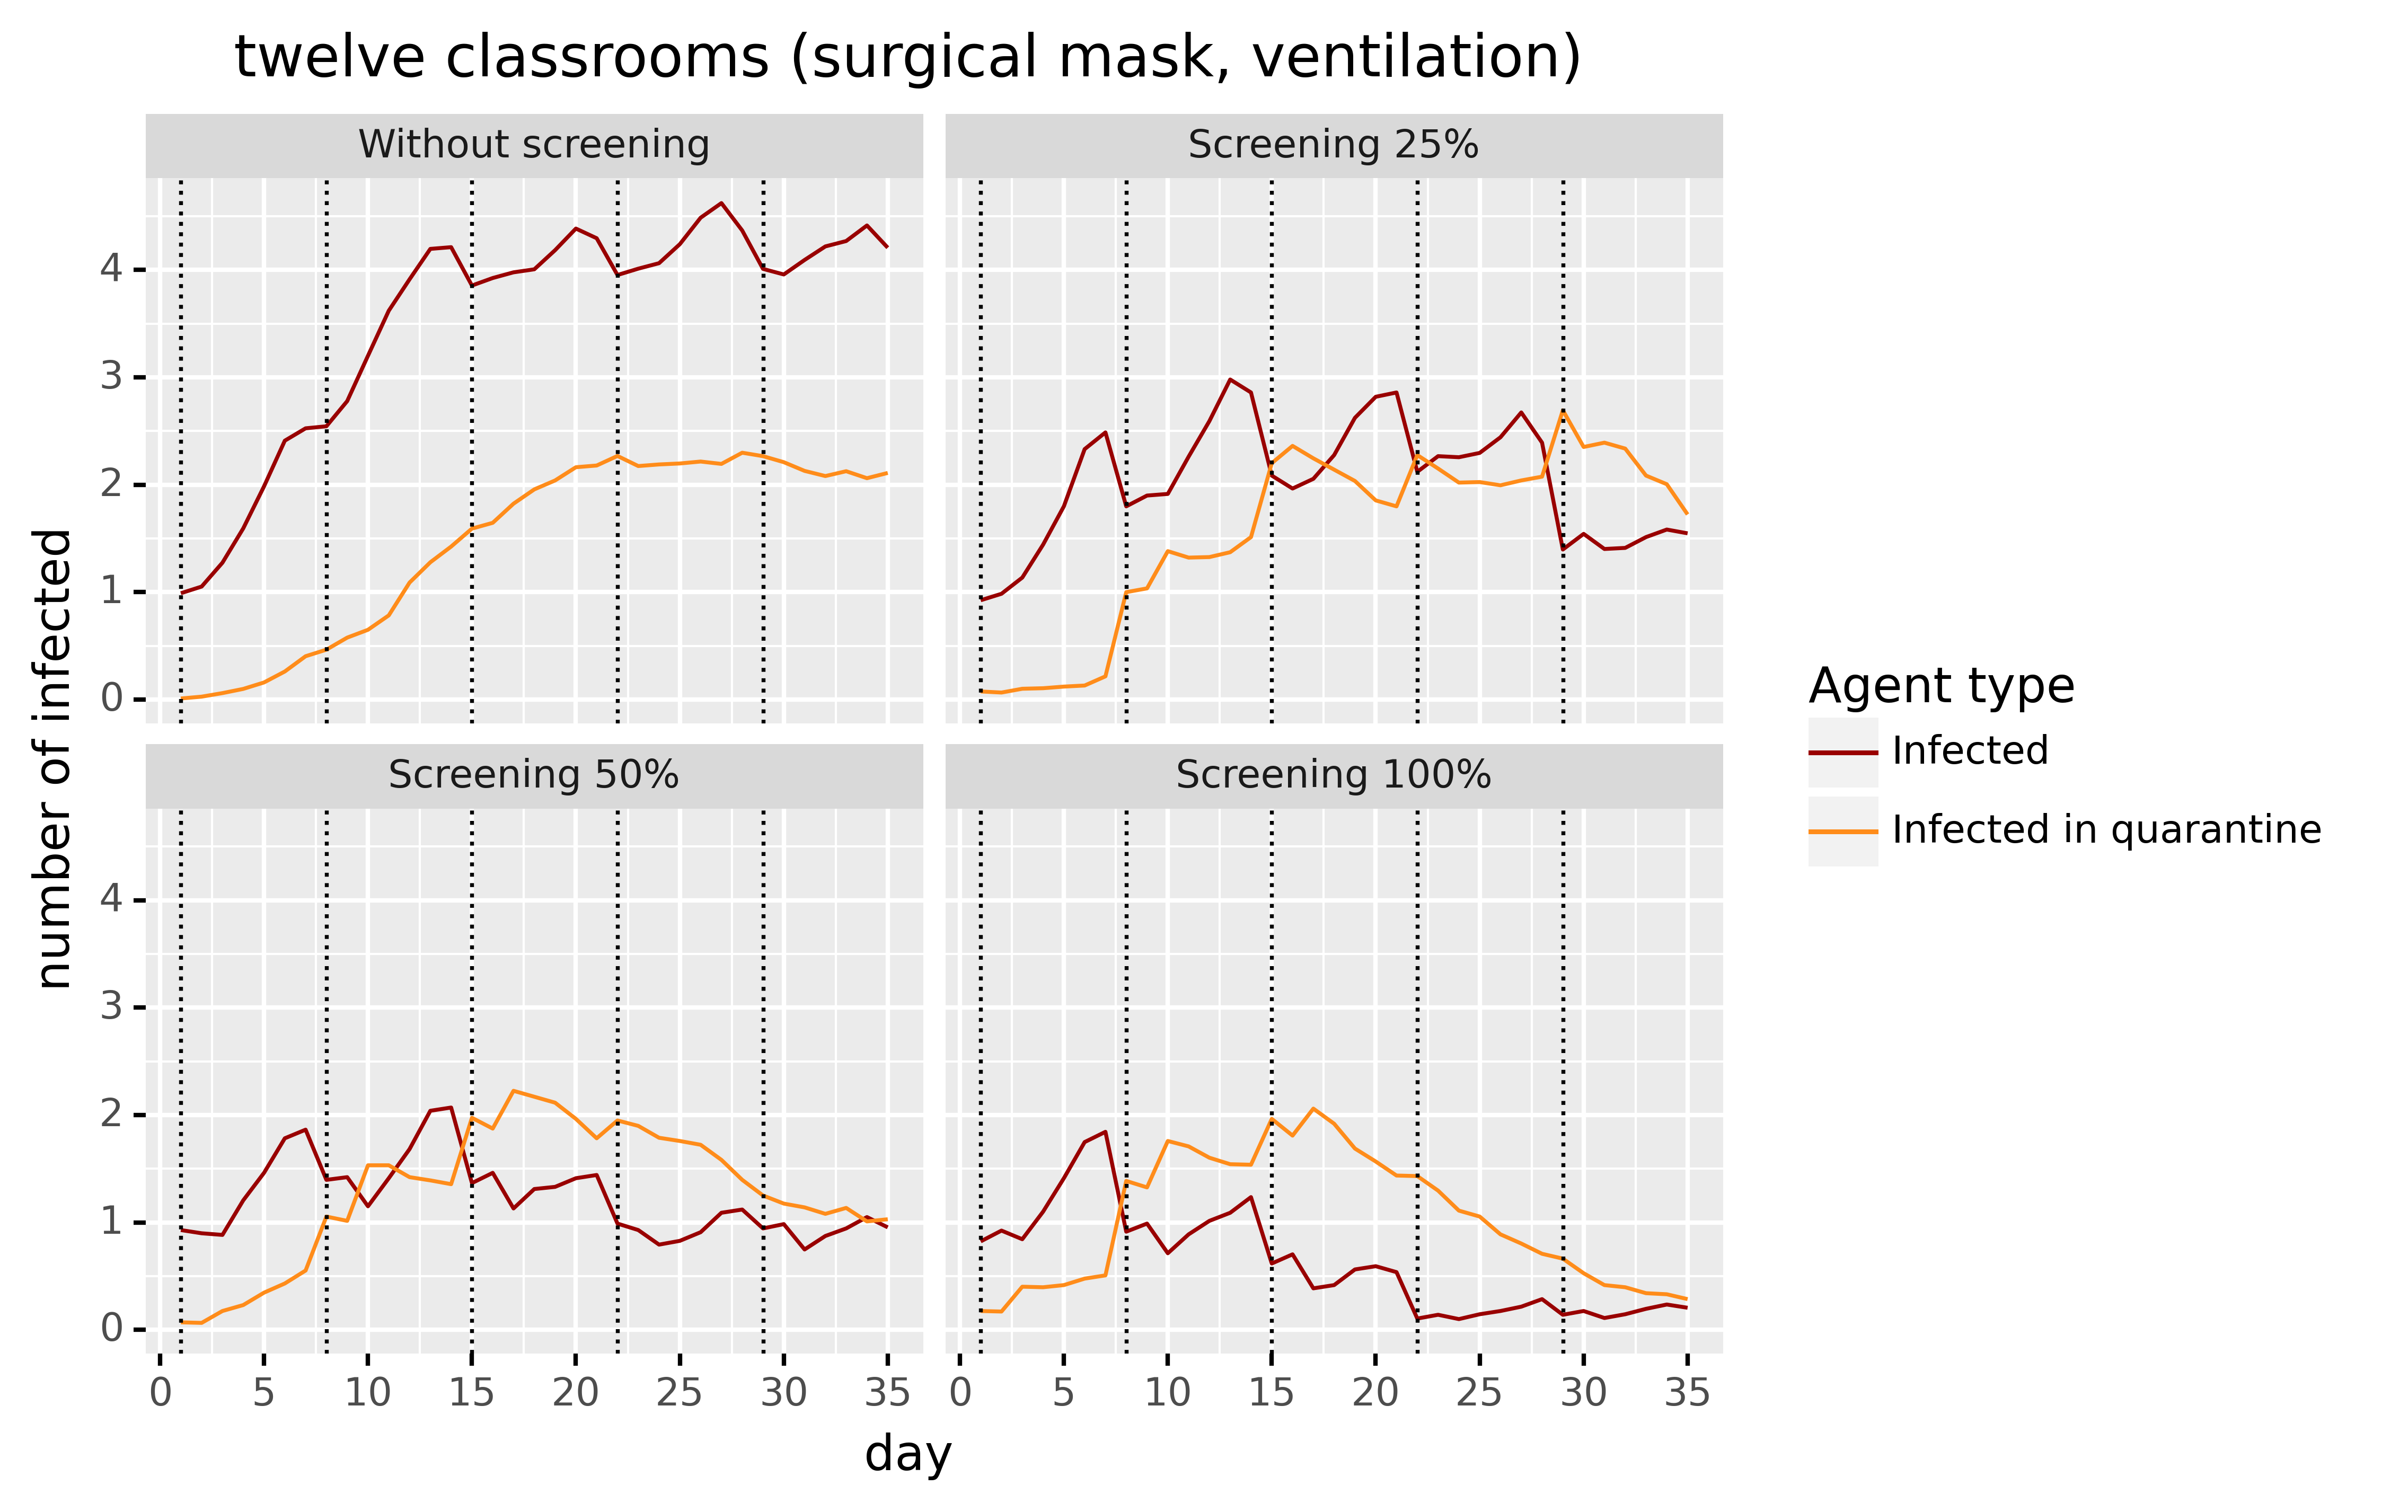 twelve classrooms (surgical mask, ventilation)
Without screening
Screening 25%
4
3
2
1
0
number of infected
Screening 50%
Screening 100%
4
3
2
1
0
0 5 10 15 20 25 30 35
0 5 10 15 20 25 30 35
day
Agent type
Infected
Infected in quarantine